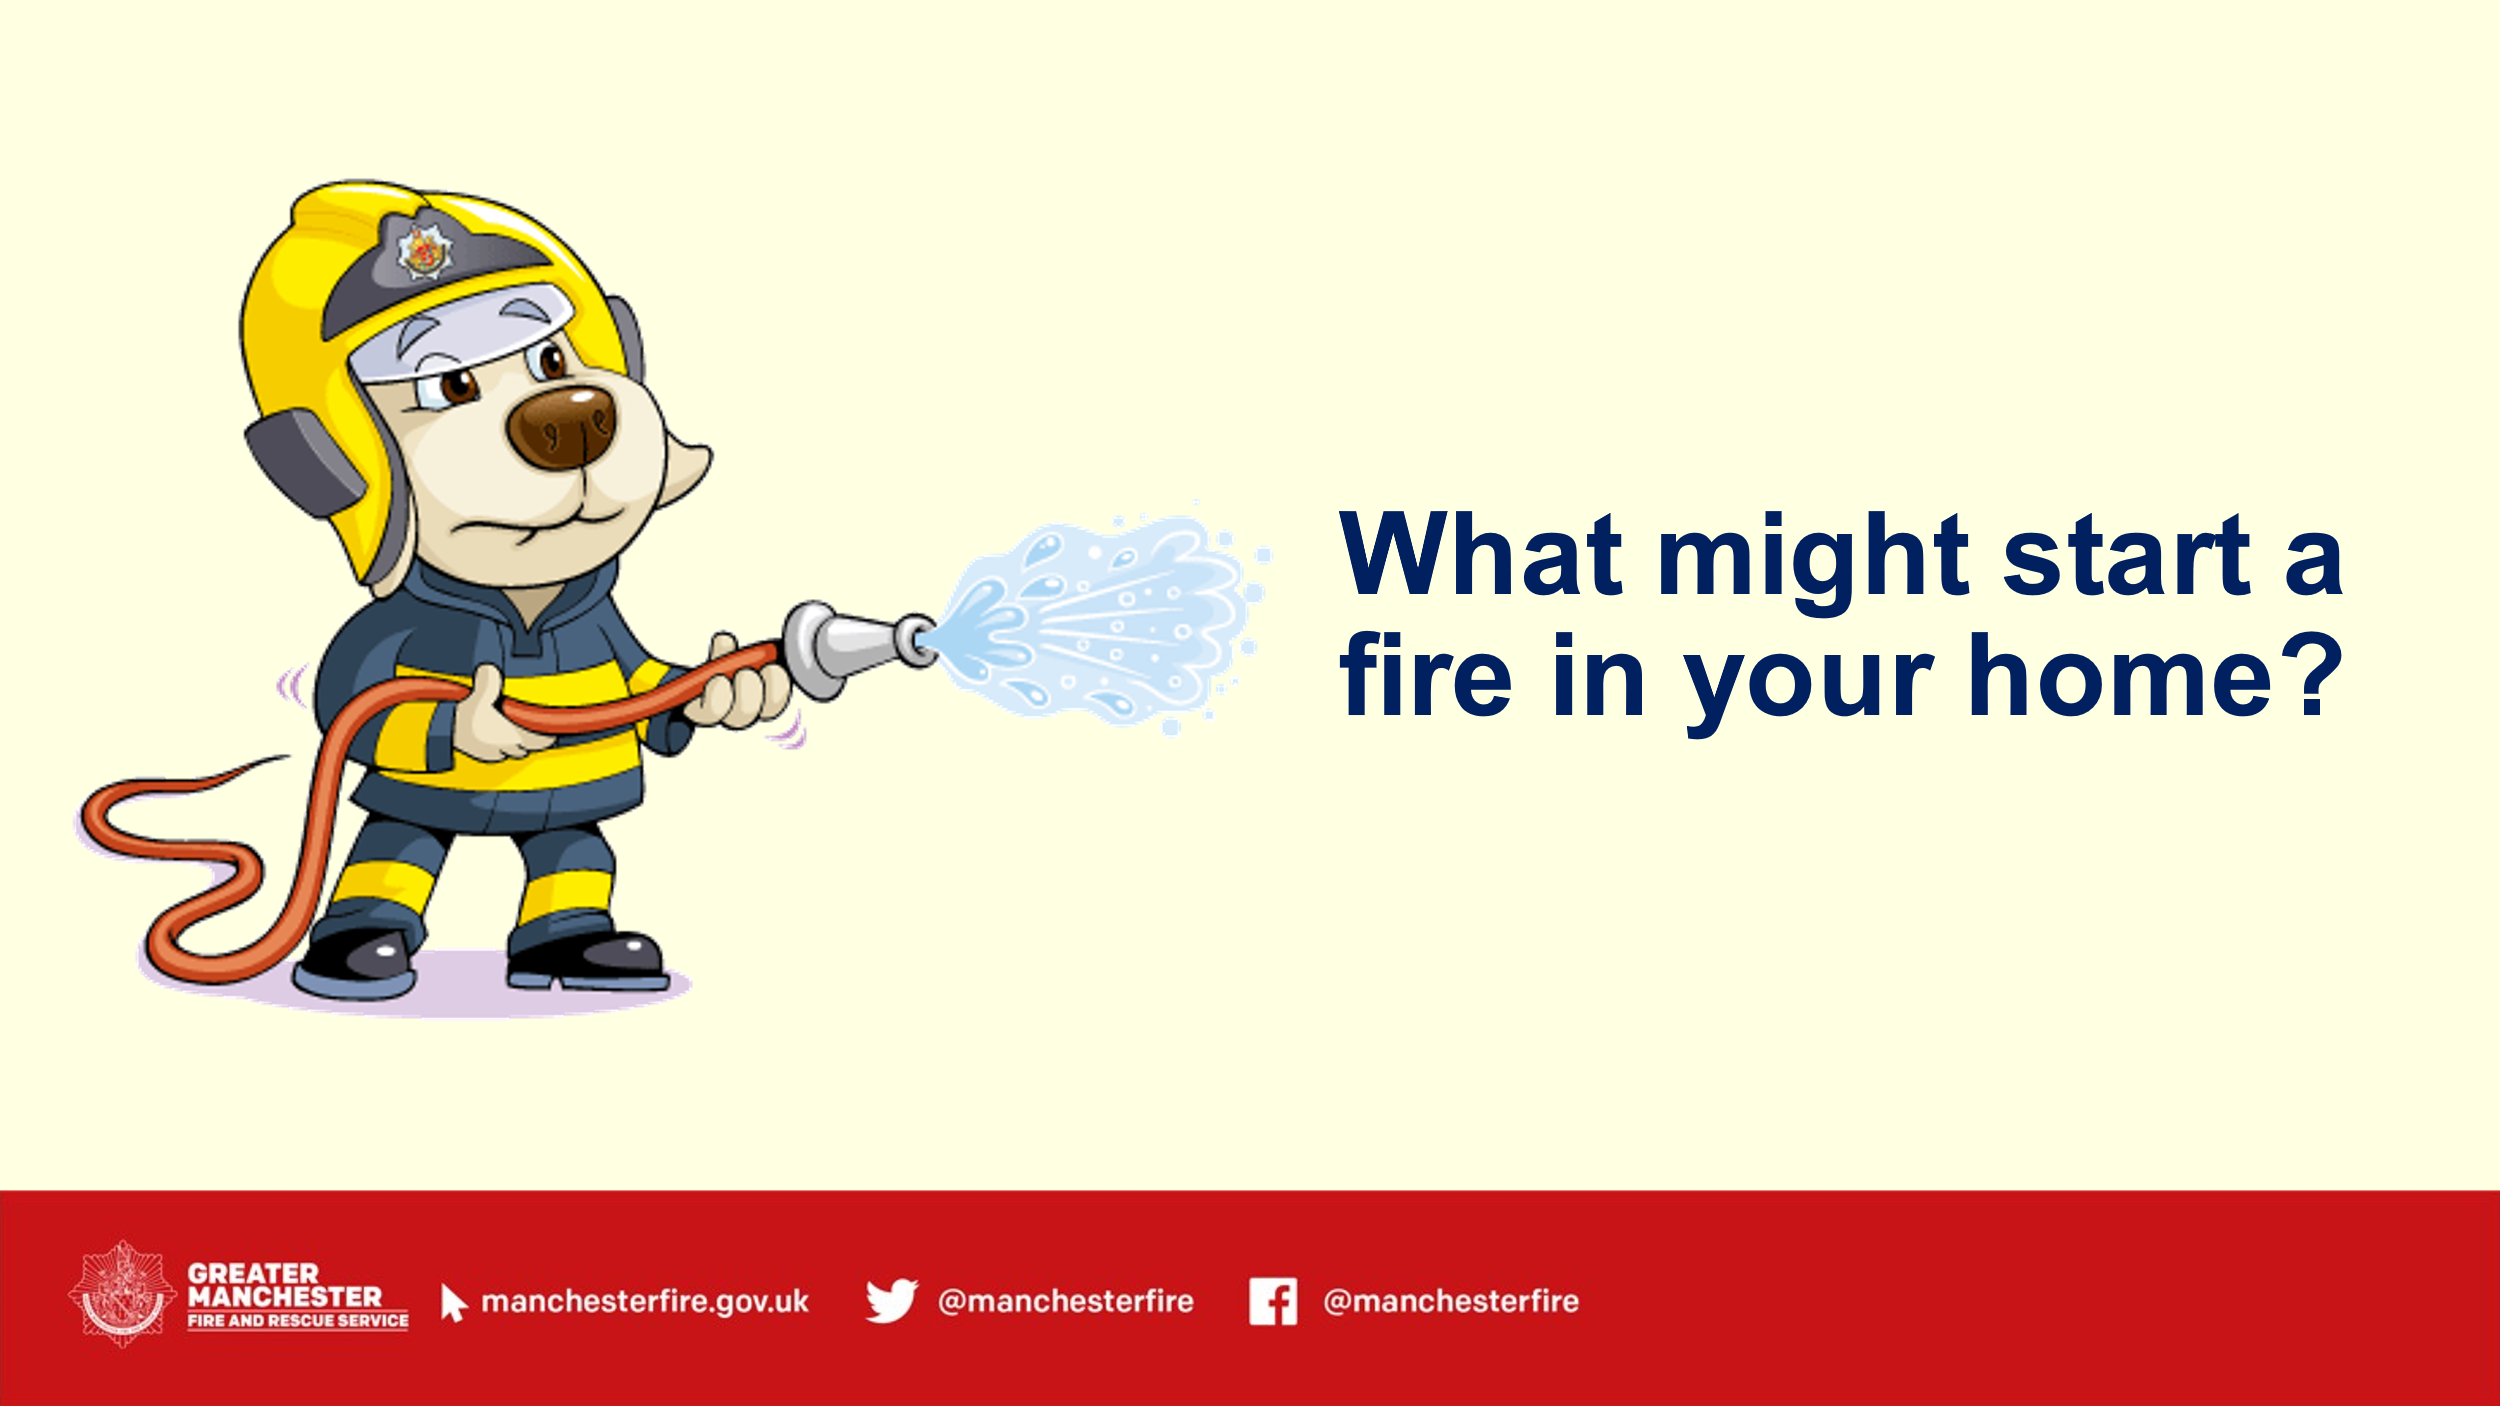 What might start a
fire in your home?
GREATER
MANCHESTER
FIRE AND RESCUE SERVICE
manchesterfire.gov.uk
@manchesterfire
@manchesterfire